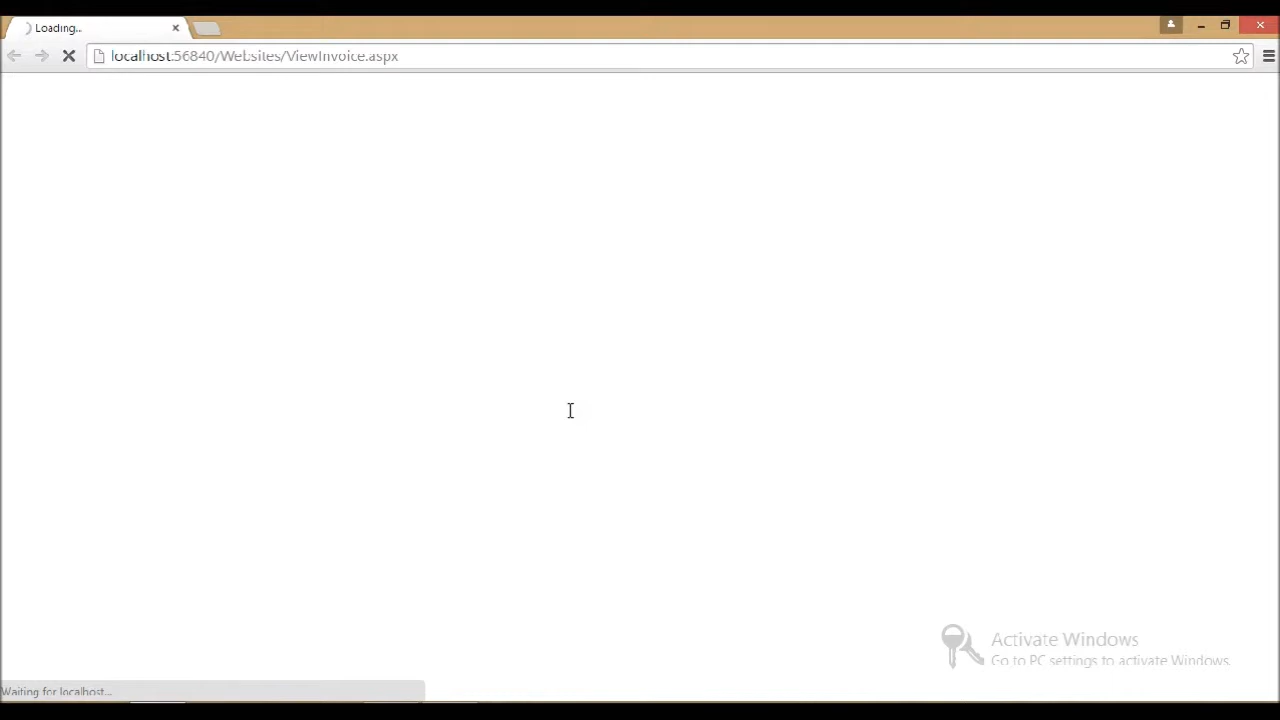 Loading...
localhost:56840/Websites/ViewInvoice.aspx
Activate Windows
Go to PC settings to activate Windows.
Waiting for localhost...